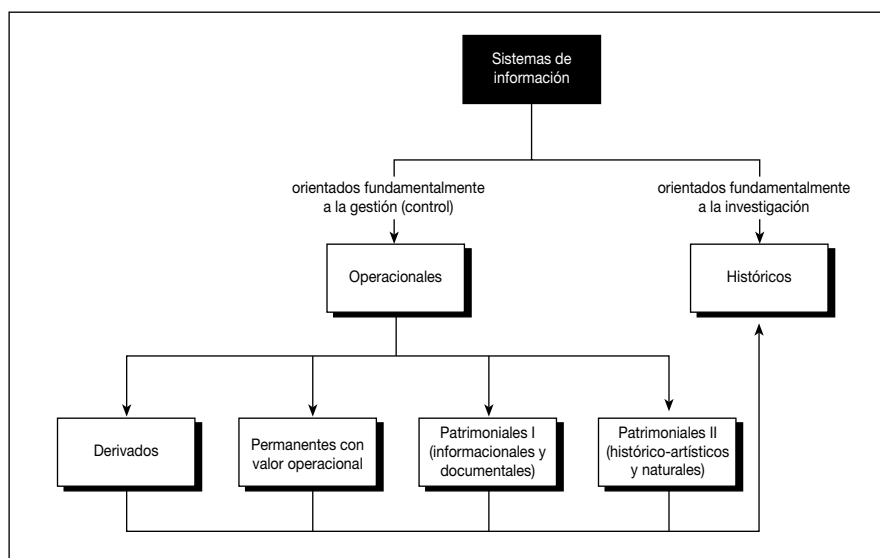 Sistemas de
información
orientados fundamentalmente
a la gestión (control)
orientados fundamentalmente
a la investigación
Operacionales
Históricos
Derivados
Permanentes con
valor operacional
Patrimoniales I
(informacionales y
documentales)
Patrimoniales II
(histórico-artísticos
y naturales)